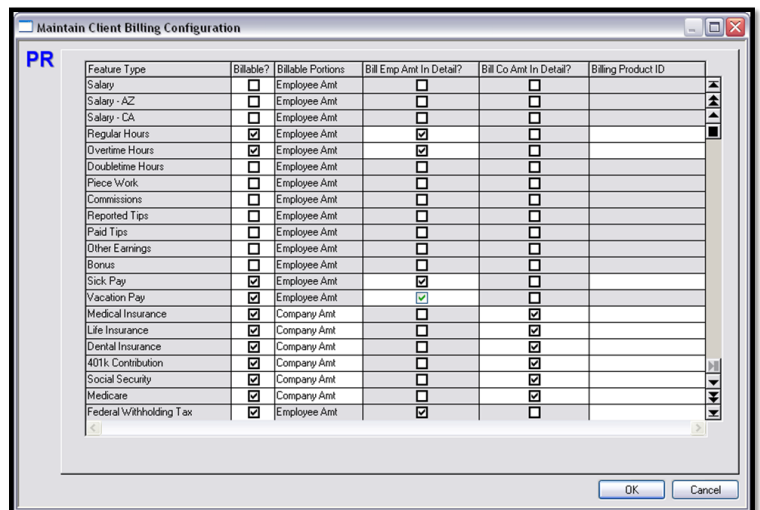 Maintain Client Billing Configuration
PR
Feature Type Billable? Billable Portions Bill Emp Amt In Detail? Bill Co Amt In Detail? Billing Product ID
Salary Employee Amt
Salary - AZ Employee Amt
Salary - CA Employee Amt
Regular Hours Employee Amt
Overtime Hours Employee Amt
Doubletime Hours Employee Amt
Piece Work Employee Amt
Commissions Employee Amt
Reported Tips Employee Amt
Paid Tips Employee Amt
Other Earnings Employee Amt
Bonus Employee Amt
Sick Pay Employee Amt
Vacation Pay Employee Amt
Medical Insurance Company Amt
Life Insurance Company Amt
Dental Insurance Company Amt
401k Contribution Company Amt
Social Security Company Amt
Medicare Company Amt
Federal Withholding Tax Employee Amt
OK Cancel